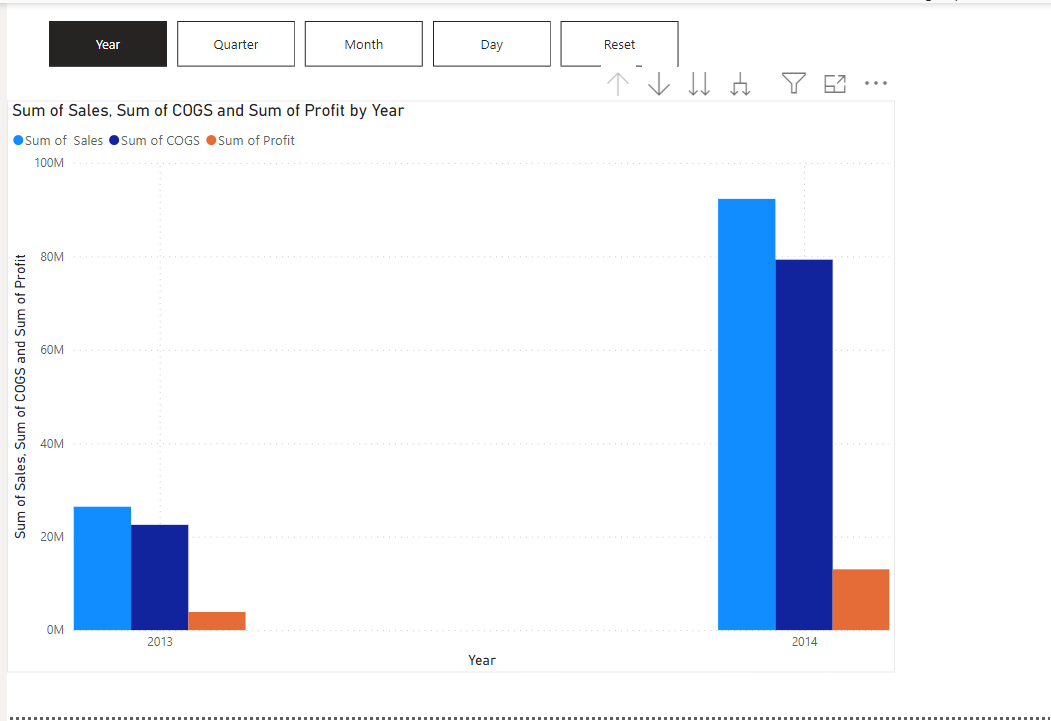 Year Quarter Month Day Reset
Sum of Sales, Sum of COGS and Sum of Profit by Year
Sum of  Sales Sum of COGS Sum of Profit
Sum of Sales, Sum of COGS and Sum of Profit
100M
80M
60M
40M
20M
0M
2013 2014
Year